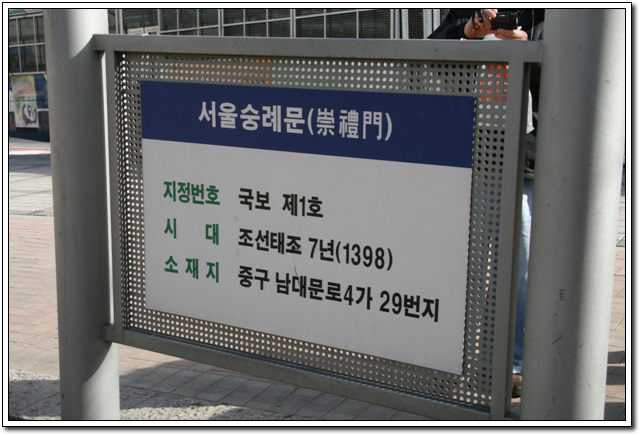 서울숭례문(崇禮門)
지정번호 국보 제1호
시 대 조선태조 7년(1398)
소재지 중구 남대문로4가 29번지